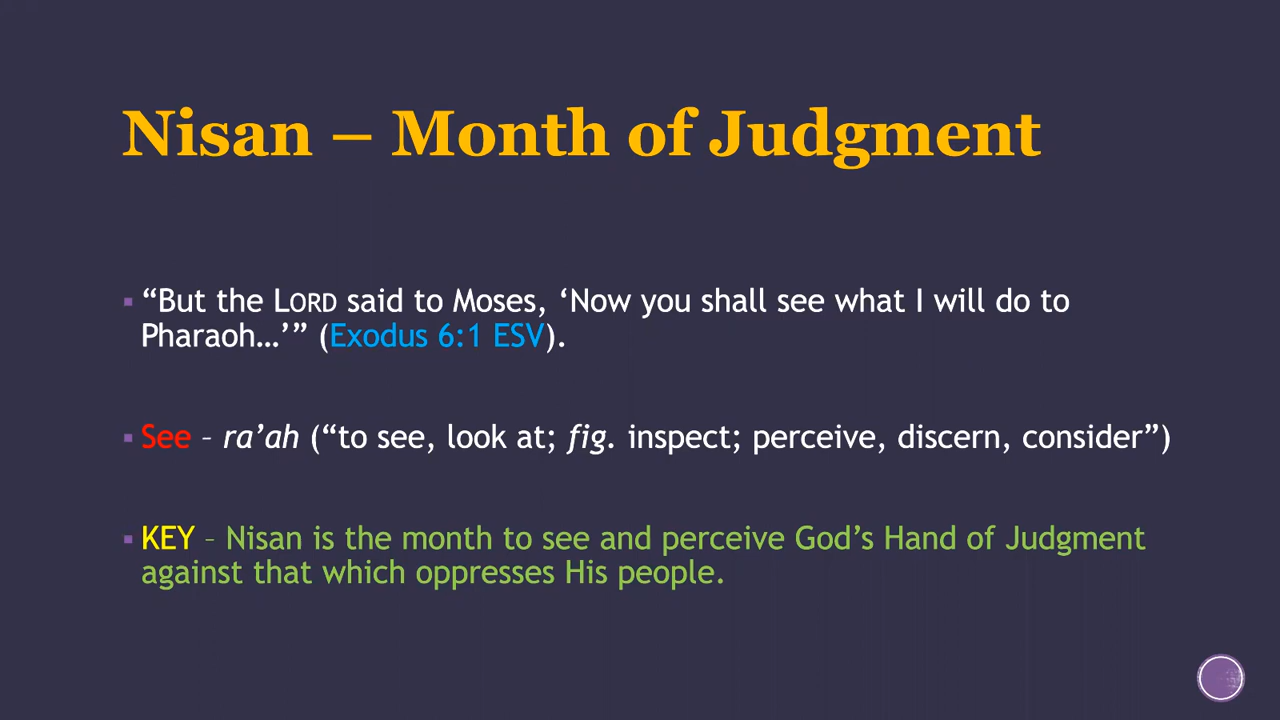 Nisan – Month of Judgment
▪ “But the LORD said to Moses, ‘Now you shall see what I will do to
Pharaoh…’” (Exodus 6:1 ESV).
▪ See – ra’ah (“to see, look at; fig. inspect; perceive, discern, consider”)
▪ KEY – Nisan is the month to see and perceive God’s Hand of Judgment
against that which oppresses His people.